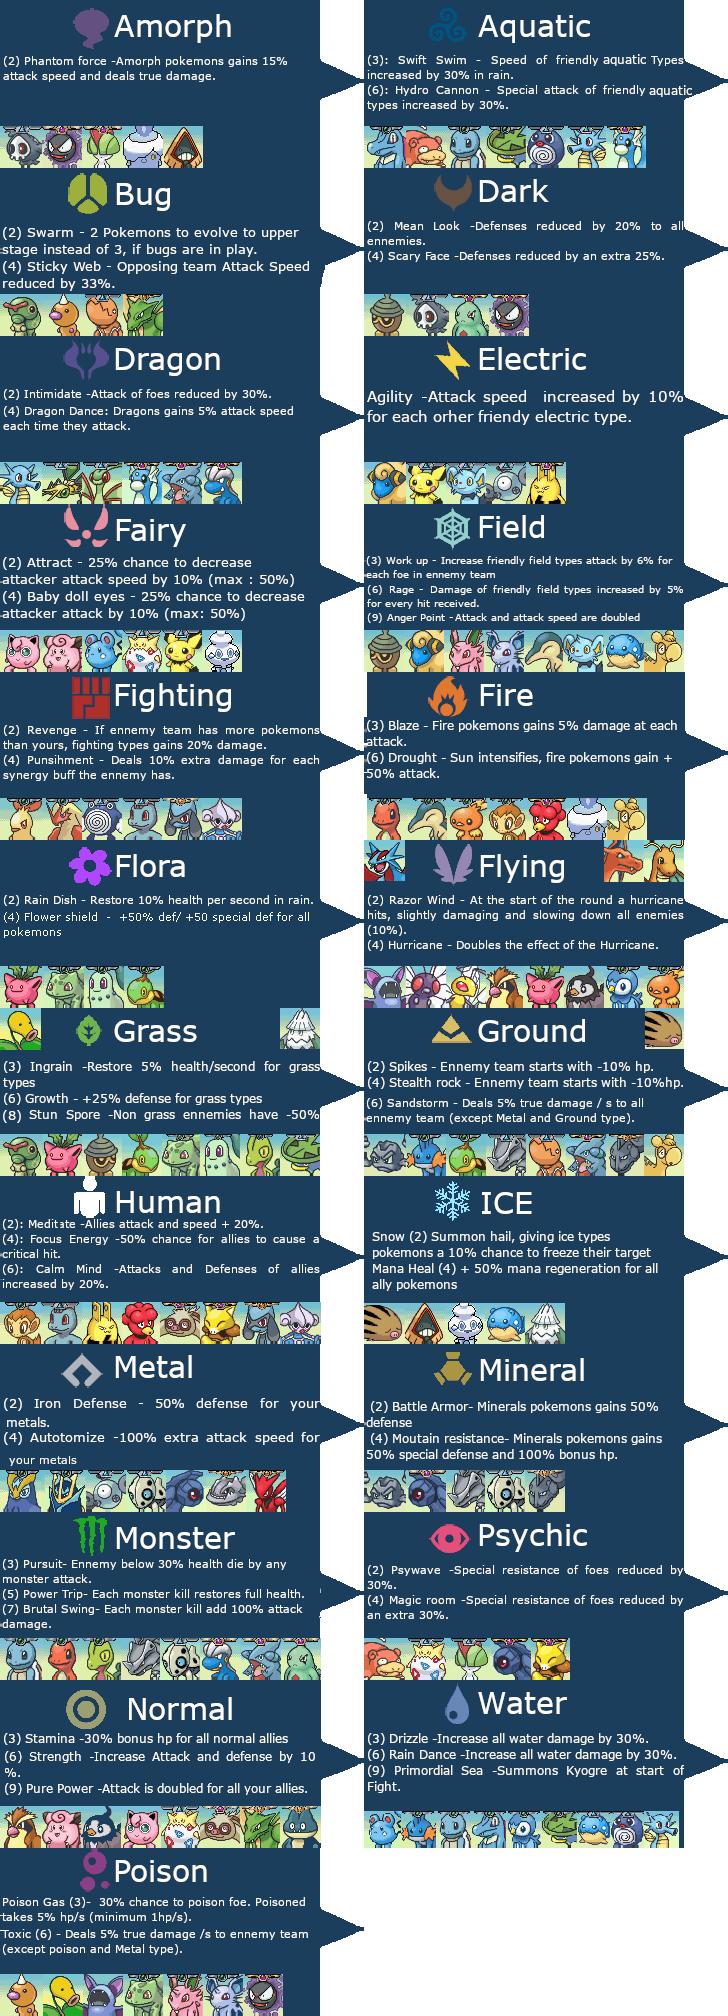 Amorph
(2) Phantom force -Amorph pokemons gains 15%
attack speed and deals true damage.
Aquatic
(3): Swift Swim - Speed of friendly aquatic Types
increased by 30% in rain.
(6): Hydro Cannon - Special attack of friendly aquatic
types increased by 30%.
Bug
(2) Swarm - 2 Pokemons to evolve to upper
stage instead of 3, if bugs are in play.
(4) Sticky Web - Opposing team Attack Speed
reduced by 33%.
Dark
(2) Mean Look -Defenses reduced by 20% to all
ennemies.
(4) Scary Face -Defenses reduced by an extra 25%.
Dragon
(2) Intimidate -Attack of foes reduced by 30%.
(4) Dragon Dance: Dragons gains 5% attack speed
each time they attack.
Electric
Agility -Attack speed increased by 10%
for each orher friendy electric type.
Fairy
(2) Attract - 25% chance to decrease
attacker attack speed by 10% (max : 50%)
(4) Baby doll eyes - 25% chance to decrease
attacker attack by 10% (max: 50%)
Field
(3) Work up - Increase friendly field types attack by 6% for
each foe in ennemy team
(6) Rage - Damage of friendly field types increased by 5%
for every hit received.
(9) Anger Point -Attack and attack speed are doubled
Fighting
(2) Revenge - If ennemy team has more pokemons
than yours, fighting types gains 20% damage.
(4) Punsihment - Deals 10% extra damage for each
synergy buff the ennemy has.
Fire
(3) Blaze - Fire pokemons gains 5% damage at each
attack.
(6) Drought - Sun intensifies, fire pokemons gain +
50% attack.
Flora
(2) Rain Dish - Restore 10% health per second in rain.
(4) Flower shield - +50% def/ +50 special def for all
pokemons
Flying
(2) Razor Wind - At the start of the round a hurricane
hits, slightly damaging and slowing down all enemies
(10%).
(4) Hurricane - Doubles the effect of the Hurricane.
Grass
(3) Ingrain -Restore 5% health/second for grass
types
(6) Growth - +25% defense for grass types
(8) Stun Spore -Non grass ennemies have -50%
Ground
(2) Spikes - Ennemy team starts with -10% hp.
(4) Stealth rock - Ennemy team starts with -10%hp.
(6) Sandstorm - Deals 5% true damage / s to all
ennemy team (except Metal and Ground type).
Human
(2): Meditate -Allies attack and speed + 20%.
(4): Focus Energy -50% chance for allies to cause a
critical hit.
(6): Calm Mind -Attacks and Defenses of allies
increased by 20%.
ICE
Snow (2) Summon hail, giving ice types
pokemons a 10% chance to freeze their target
Mana Heal (4) + 50% mana regeneration for all
ally pokemons
Metal
(2) Iron Defense - 50% defense for your
metals.
(4) Autotomize -100% extra attack speed for
your metals
Mineral
(2) Battle Armor- Minerals pokemons gains 50%
defense
(4) Moutain resistance- Minerals pokemons gains
50% special defense and 100% bonus hp.
Monster
(3) Pursuit- Ennemy below 30% health die by any
monster attack.
(5) Power Trip- Each monster kill restores full health.
(7) Brutal Swing- Each monster kill add 100% attack
damage.
Psychic
(2) Psywave -Special resistance of foes reduced by
30%.
(4) Magic room -Special resistance of foes reduced by
an extra 30%.
Normal
(3) Stamina -30% bonus hp for all normal allies
(6) Strength -Increase Attack and defense by 10
%.
(9) Pure Power -Attack is doubled for all your allies.
Water
(3) Drizzle -Increase all water damage by 30%.
(6) Rain Dance -Increase all water damage by 30%.
(9) Primordial Sea -Summons Kyogre at start of
Fight.
Poison
Poison Gas (3)- 30% chance to poison foe. Poisoned
takes 5% hp/s (minimum 1hp/s).
Toxic (6) - Deals 5% true damage /s to ennemy team
(except poison and Metal type).